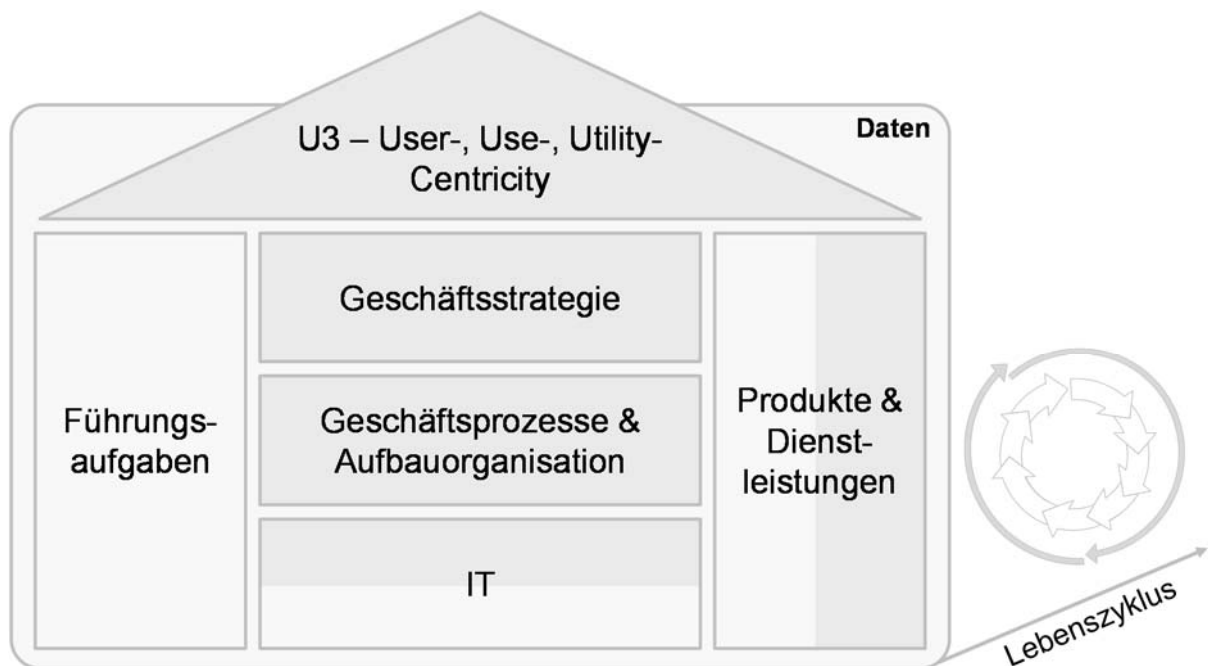 U3 – User-, Use-, Utility-
Centricity
Daten
Führungs-
aufgaben
Geschäftsstrategie
Geschäftsprozesse &
Aufbauorganisation
IT
Produkte &
Dienst-
leistungen
Lebenszyklus